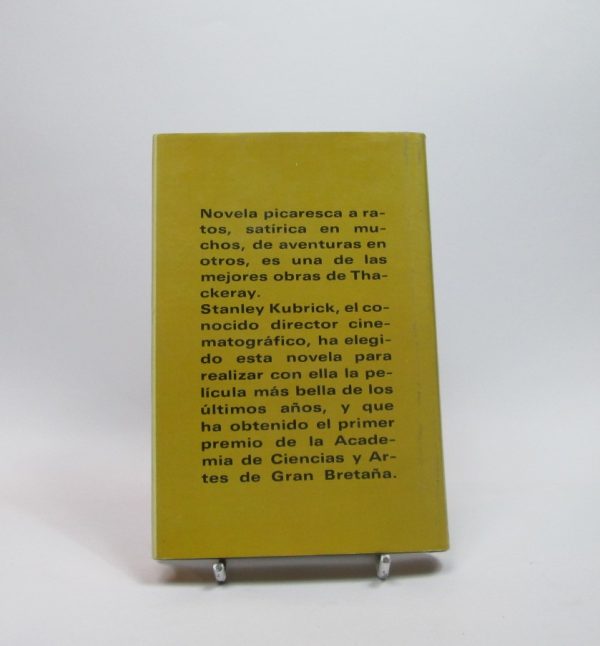 Novela picaresca a ra-
tos, satírica en mu-
chos, de aventuras en
otros, es una de las
mejores obras de Tha-
ckeray.
Stanley Kubrick, el co-
nocido director cine-
matográfico, ha elegi-
do esta novela para
realizar con ella la pe-
lícula más bella de los
últimos años, y que
ha obtenido el primer
premio de la Acade-
mia de Ciencias y Ar-
tes de Gran Bretaña.